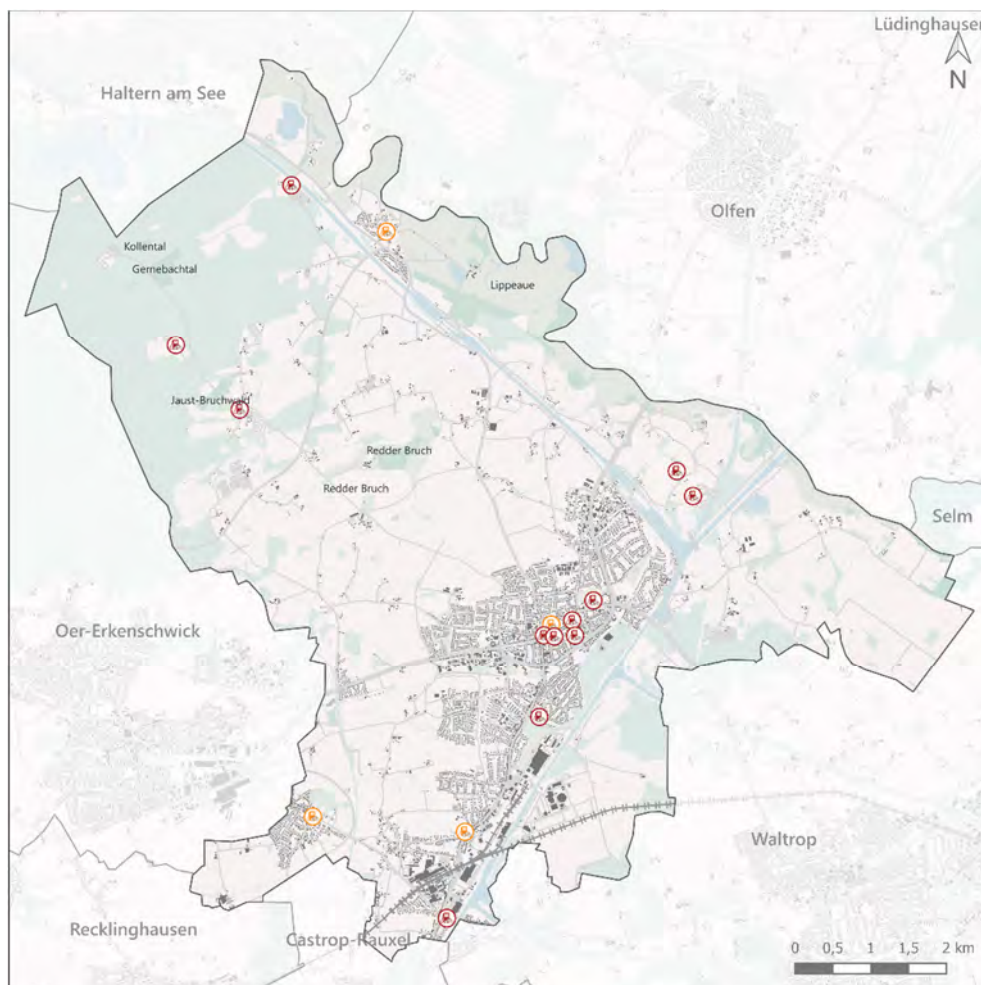 Lüdinghausen
N
Haltern am See
Olfen
Kollental
Gernebachtal
Lippeaue
Jaust-Bruchwald
Redder Bruch
Redder Bruch
Selm
Oer-Erkenschwick
Waltrop
Recklinghausen
Castrop-Rauxel
0 0,5 1 1,5 2 km